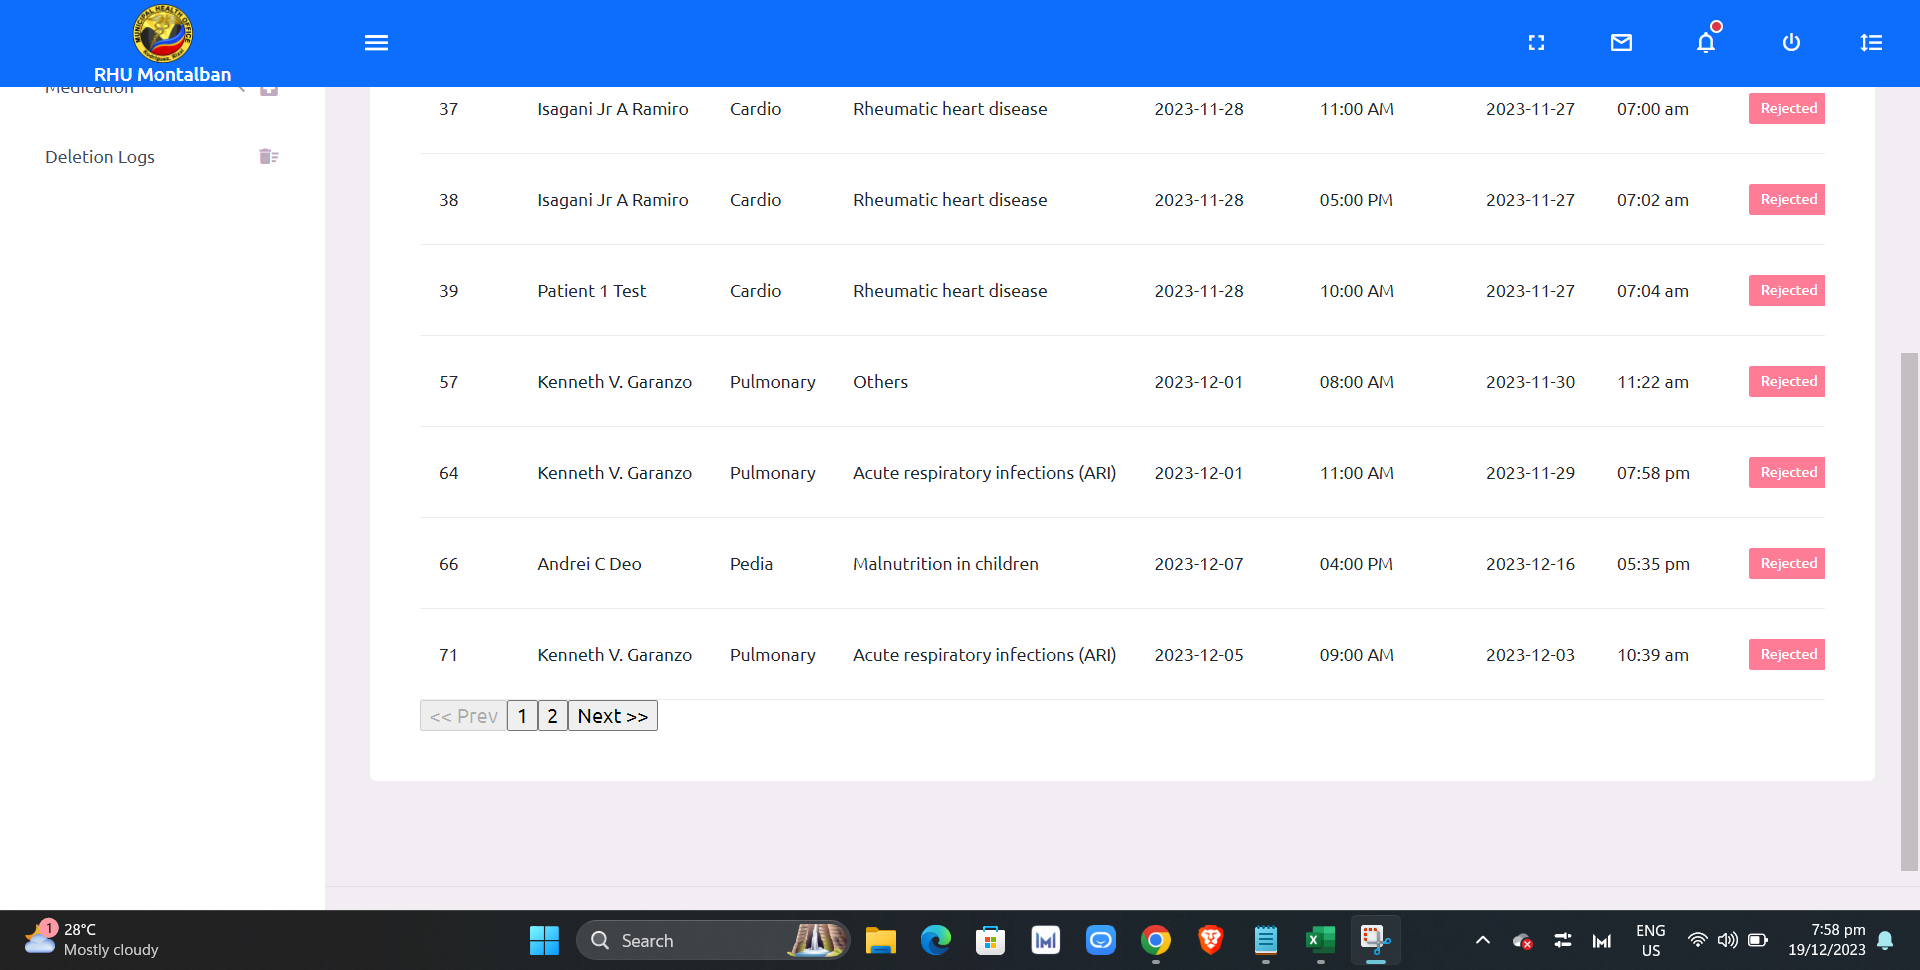 RHU Montalban
Medication
Deletion Logs
37 Isagani Jr A Ramiro Cardio Rheumatic heart disease 2023-11-28 11:00 AM 2023-11-27 07:00 am Rejected
38 Isagani Jr A Ramiro Cardio Rheumatic heart disease 2023-11-28 05:00 PM 2023-11-27 07:02 am Rejected
39 Patient 1 Test Cardio Rheumatic heart disease 2023-11-28 10:00 AM 2023-11-27 07:04 am Rejected
57 Kenneth V. Garanzo Pulmonary Others 2023-12-01 08:00 AM 2023-11-30 11:22 am Rejected
64 Kenneth V. Garanzo Pulmonary Acute respiratory infections (ARI) 2023-12-01 11:00 AM 2023-11-29 07:58 pm Rejected
66 Andrei C Deo Pedia Malnutrition in children 2023-12-07 04:00 PM 2023-12-16 05:35 pm Rejected
71 Kenneth V. Garanzo Pulmonary Acute respiratory infections (ARI) 2023-12-05 09:00 AM 2023-12-03 10:39 am Rejected
<< Prev 1 2 Next >>
1 28°C
Mostly cloudy
Search
ENG
US
7:58 pm
19/12/2023